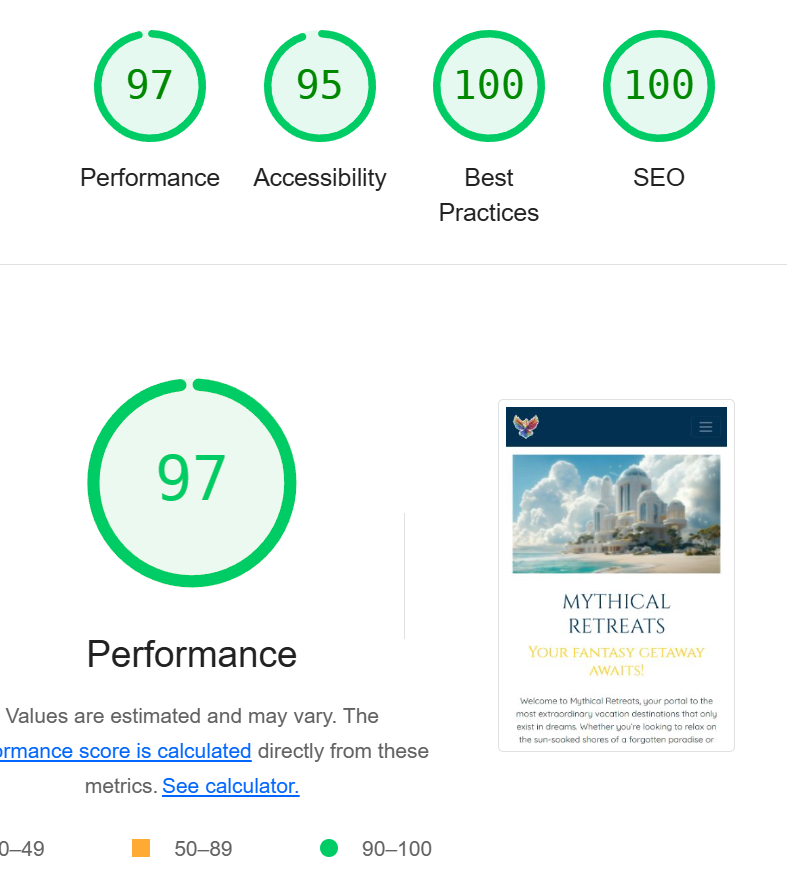 97
95
100
100
Performance
Accessibility
Best
Practices
SEO
97
Performance
Values are estimated and may vary. The
ormance score is calculated directly from these
metrics. See calculator.
0–49
50–89
90–100
MYTHICAL
RETREATS
YOUR FANTASY GETAWAY
AWAITS!
Welcome to Mythical Retreats, your portal to the
most extraordinary vacation destinations that only
exist in dreams. Whether you're looking to relax on
the sun-soaked shores of a forgotten paradise or